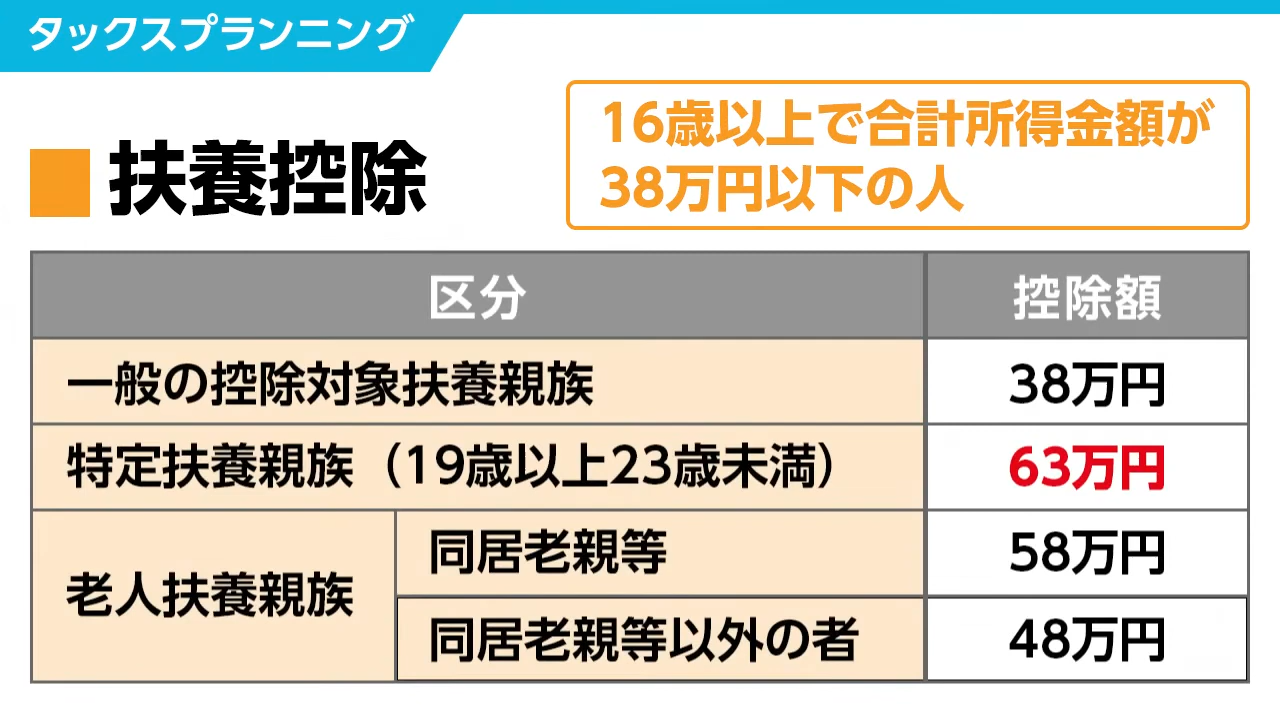 タックスプランニング
扶養控除
16歳以上で合計所得金額が
38万円以下の人
区分
控除額
一般の控除対象扶養親族
38万円
特定扶養親族（19歳以上23歳未満）
63万円
老人扶養親族
同居老親等
58万円
同居老親等以外の者
48万円